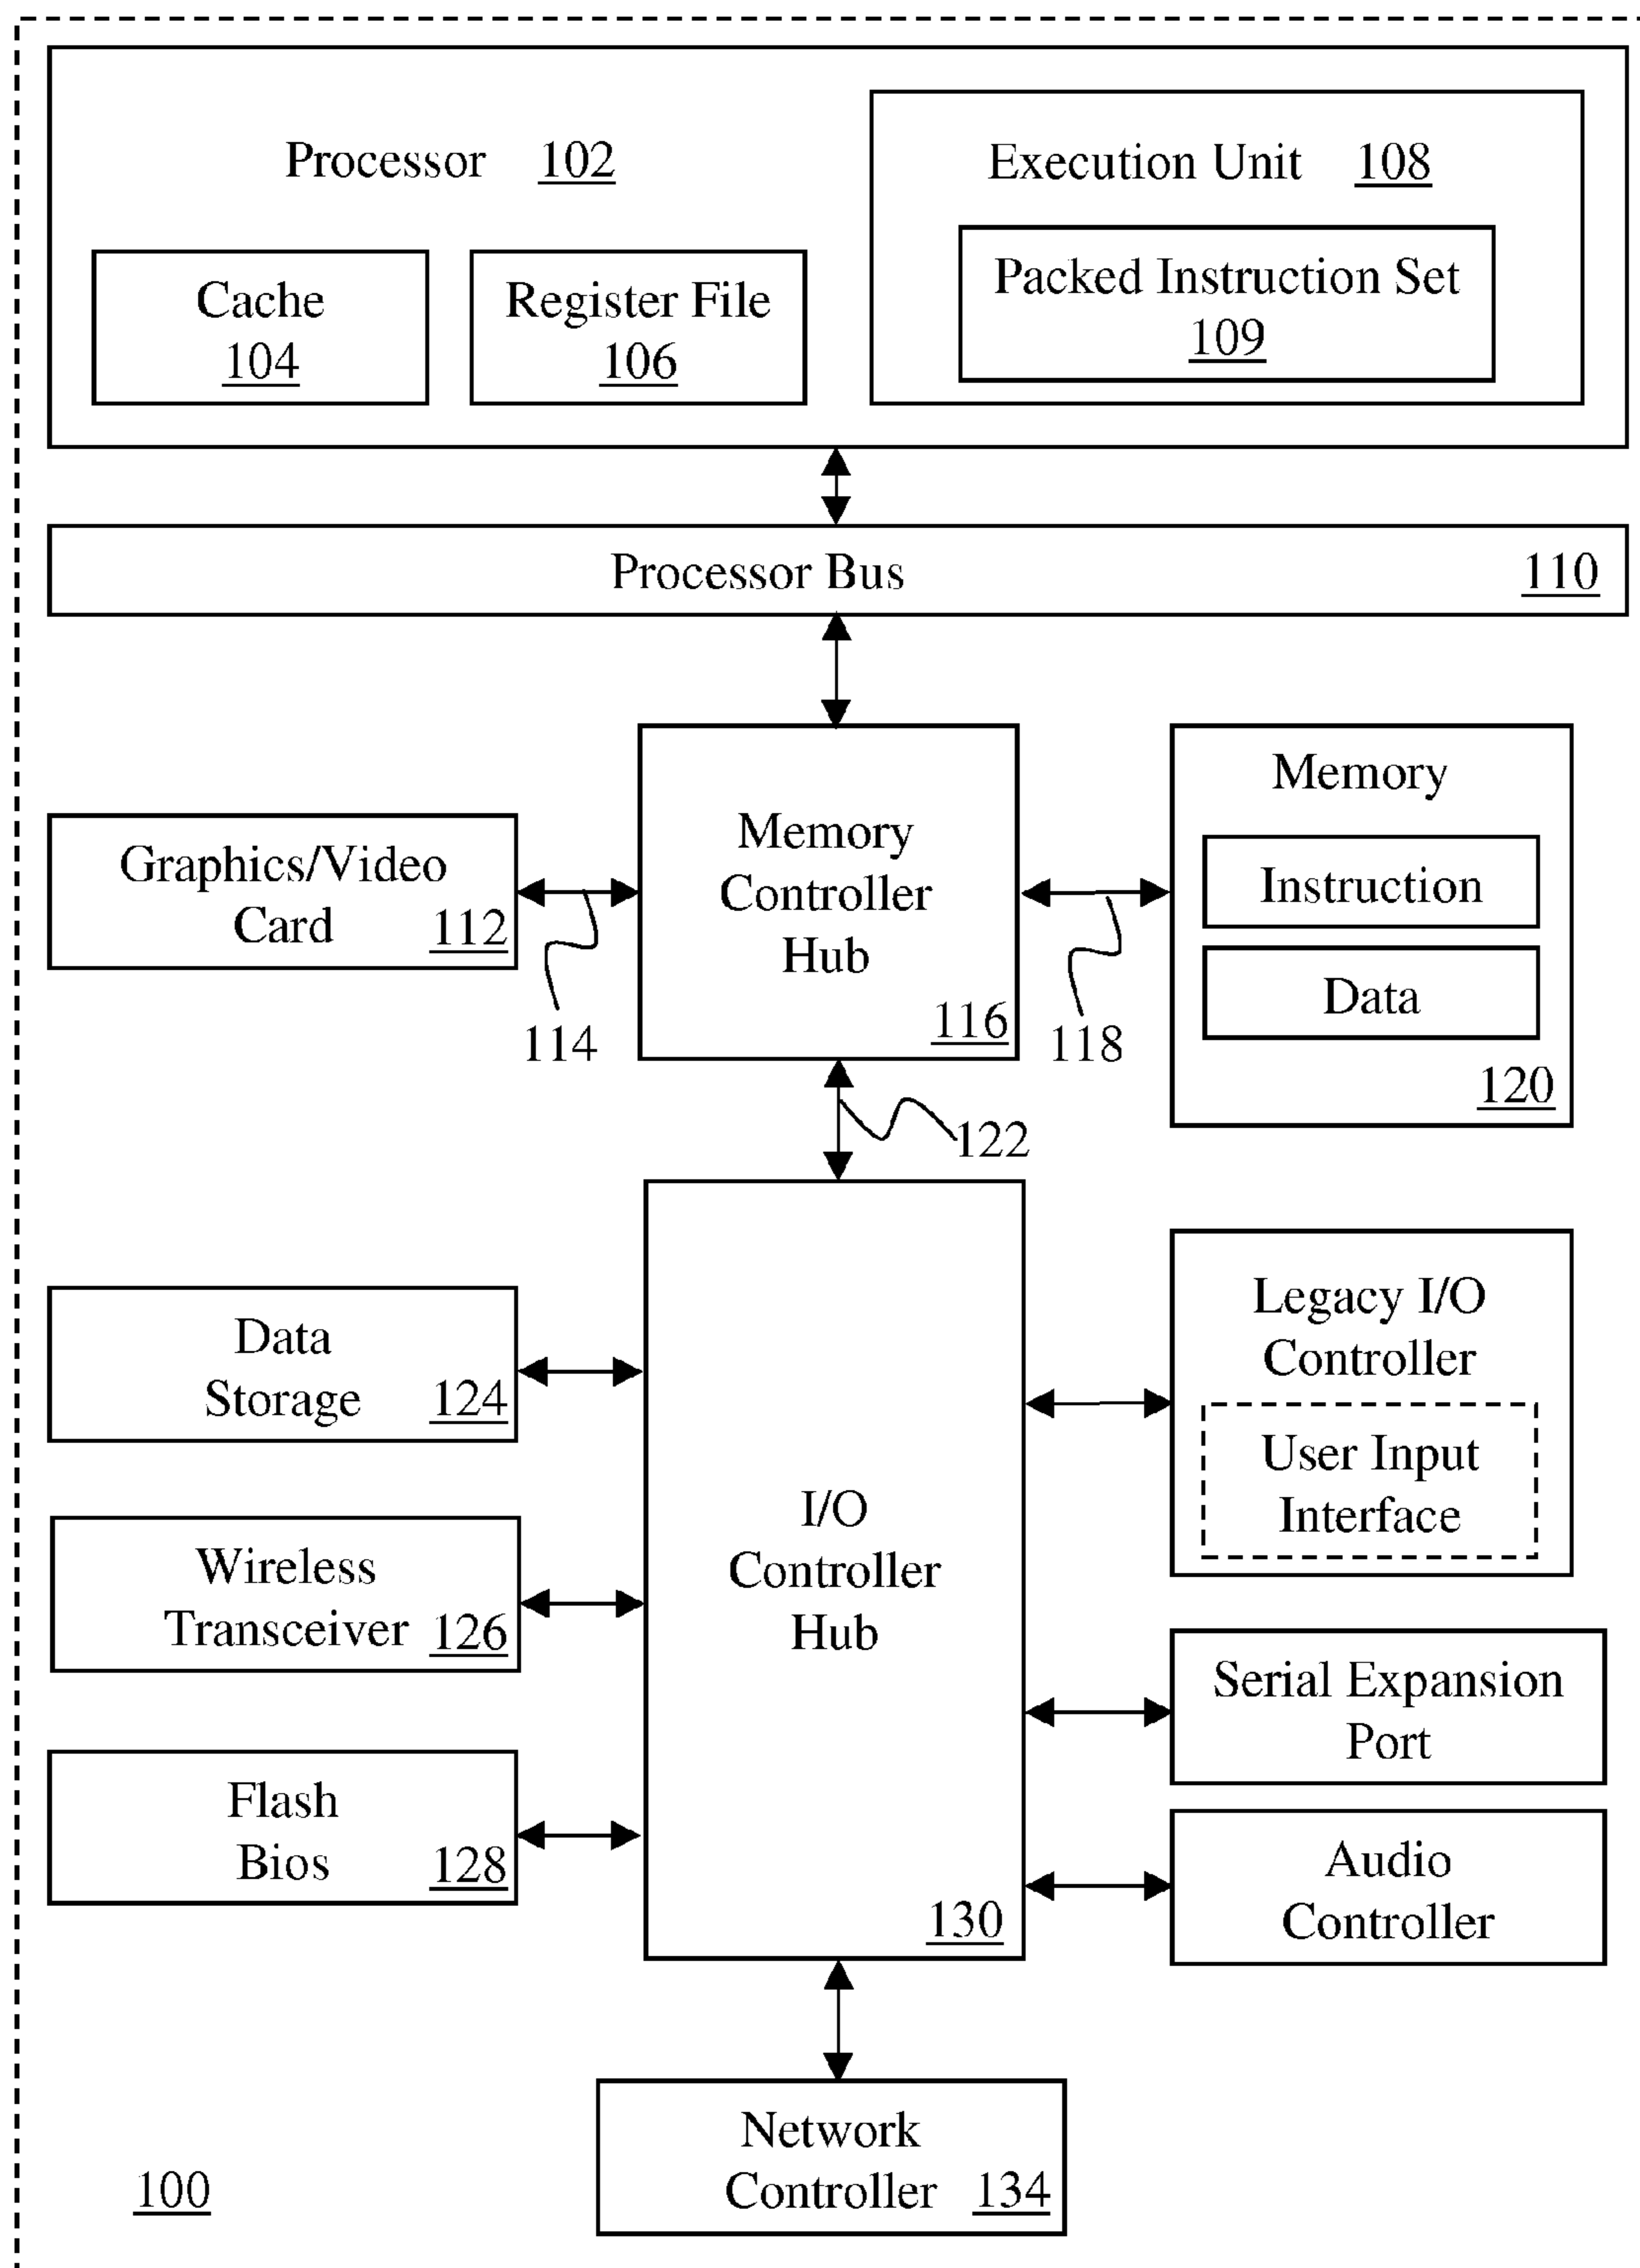 Processor 102
Execution Unit 108
Cache
104
Register File
106
Packed Instruction Set
109
Processor Bus 110
Graphics/Video
Card 112
114
Memory
Controller
Hub
116
118
Memory
Instruction
Data
120
122
Data
Storage 124
Wireless
Transceiver 126
Flash
Bios 128
I/O
Controller
Hub
130
Legacy I/O
Controller
User Input
Interface
Serial Expansion
Port
Audio
Controller
Network
Controller 134
100